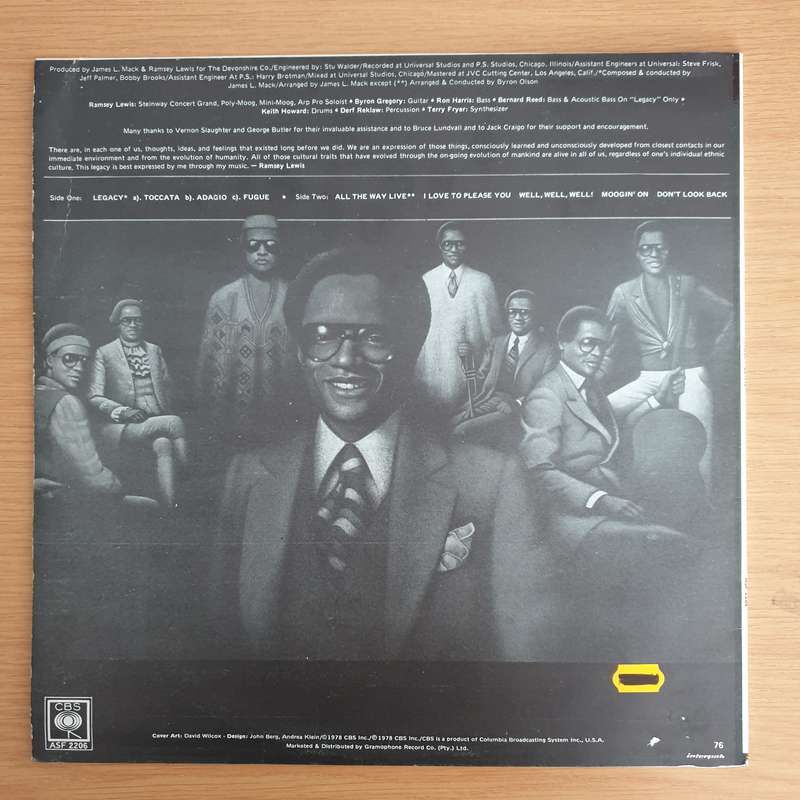 Produced by James L. Mack & Ramsey Lewis for The Devonshire Co./Engineered by: Stu Walder/Recorded at Universal Studios and P.S. Studios, Chicago, Illinois/Assistant Engineers at Universal: Steve Frisk,
Jeff Palmer, Bobby Brooks/Assistant Engineer At P.S.: Harry Brotman/Mixed at Universal Studios, Chicago/Mastered at JVC Cutting Center, Los Angeles, Calif./*Composed & conducted by
James L. Mack/Arranged by James L. Mack except (**) Arranged & Conducted by Byron Olson
Ramsey Lewis: Steinway Concert Grand, Poly-Moog, Mini-Moog, Arp Pro Soloist • Byron Gregory: Guitar • Ron Harris: Bass • Bernard Reed: Bass & Acoustic Bass On "Legacy" Only •
Keith Howard: Drums • Derf Reklaw: Percussion • Terry Fryer: Synthesizer
Many thanks to Vernon Slaughter and George Butler for their invaluable assistance and to Bruce Lundvall and to Jack Craigo for their support and encouragement.
There are, in each one of us, thoughts, ideas, and feelings that existed long before we did. We are an expression of those things, consciously learned and unconsciously developed from closest contacts in our
immediate environment and from the evolution of humanity. All of those cultural traits that have evolved through the on-going evolution of mankind are alive in all of us, regardless of one's individual ethnic
culture. This legacy is best expressed by me through my music. — Ramsey Lewis
Side One: LEGACY* a). TOCCATA b). ADAGIO c). FUGUE • Side Two: ALL THE WAY LIVE** I LOVE TO PLEASE YOU WELL, WELL, WELL! MOOGIN' ON DON'T LOOK BACK
CBS
ASF 2206
Cover Art: David Wilcox - Design: John Berg, Andrea Klein/© 1978 CBS Inc./℗ 1978 CBS Inc./CBS is a product of Columbia Broadcasting System Inc., U.S.A.
Marketed & Distributed by Gramophone Record Co. (Pty.) Ltd.
76
interpak